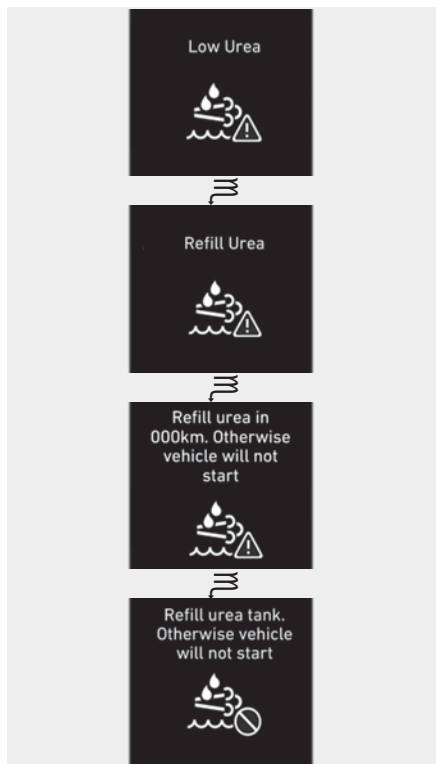 Low Urea
Refill Urea
Refill urea in
000km. Otherwise
vehicle will not
start
Refill urea tank.
Otherwise vehicle
will not start